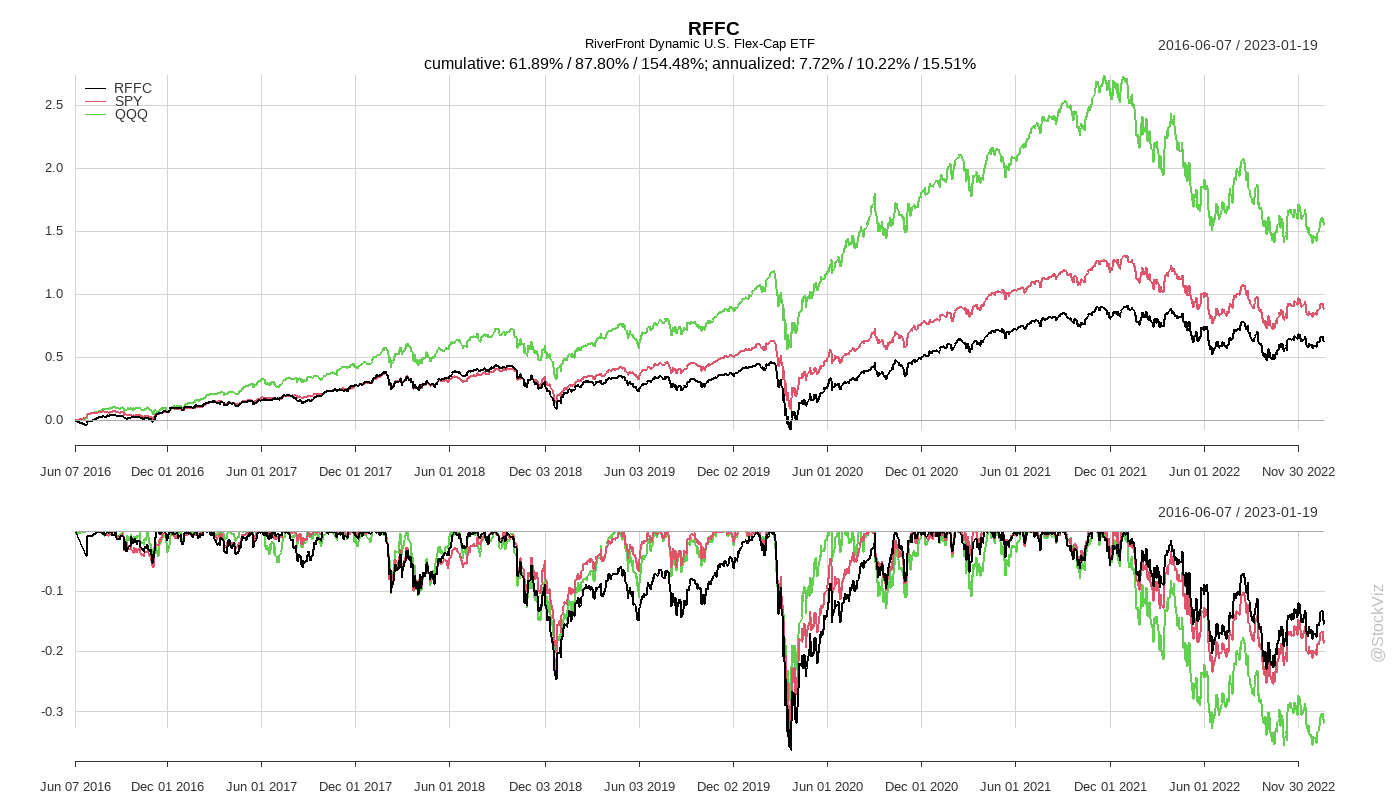 RFFC
RiverFront Dynamic U.S. Flex-Cap ETF
2016-06-07 / 2023-01-19
cumulative: 61.89% / 87.80% / 154.48%; annualized: 7.72% / 10.22% / 15.51%
RFFC
SPY
QQQ
2.5
2.0
1.5
1.0
0.5
0.0
Jun 07 2016 Dec 01 2016 Jun 01 2017 Dec 01 2017 Jun 01 2018 Dec 03 2018 Jun 03 2019 Dec 02 2019 Jun 01 2020 Dec 01 2020 Jun 01 2021 Dec 01 2021 Jun 01 2022 Nov 30 2022
2016-06-07 / 2023-01-19
-0.1
-0.2
-0.3
Jun 07 2016 Dec 01 2016 Jun 01 2017 Dec 01 2017 Jun 01 2018 Dec 03 2018 Jun 03 2019 Dec 02 2019 Jun 01 2020 Dec 01 2020 Jun 01 2021 Dec 01 2021 Jun 01 2022 Nov 30 2022
@StockViz